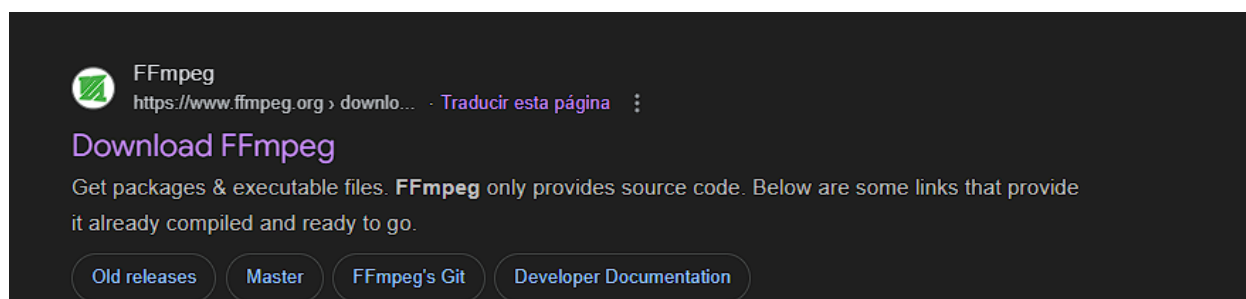 FFmpeg
https://www.ffmpeg.org › downlo... · Traducir esta página
Download FFmpeg
Get packages & executable files. FFmpeg only provides source code. Below are some links that provide
it already compiled and ready to go.
Old releases Master FFmpeg's Git Developer Documentation